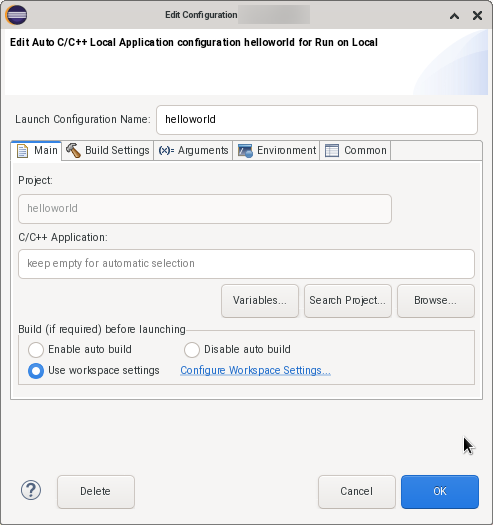 Edit Configuration
Edit Auto C/C++ Local Application configuration helloworld for Run on Local
Launch Configuration Name: helloworld
Main Build Settings (x)= Arguments Environment Common
Project:
helloworld
C/C++ Application:
keep empty for automatic selection
Variables... Search Project... Browse...
Build (if required) before launching
Enable auto build Disable auto build
Use workspace settings Configure Workspace Settings...
? Delete Cancel OK